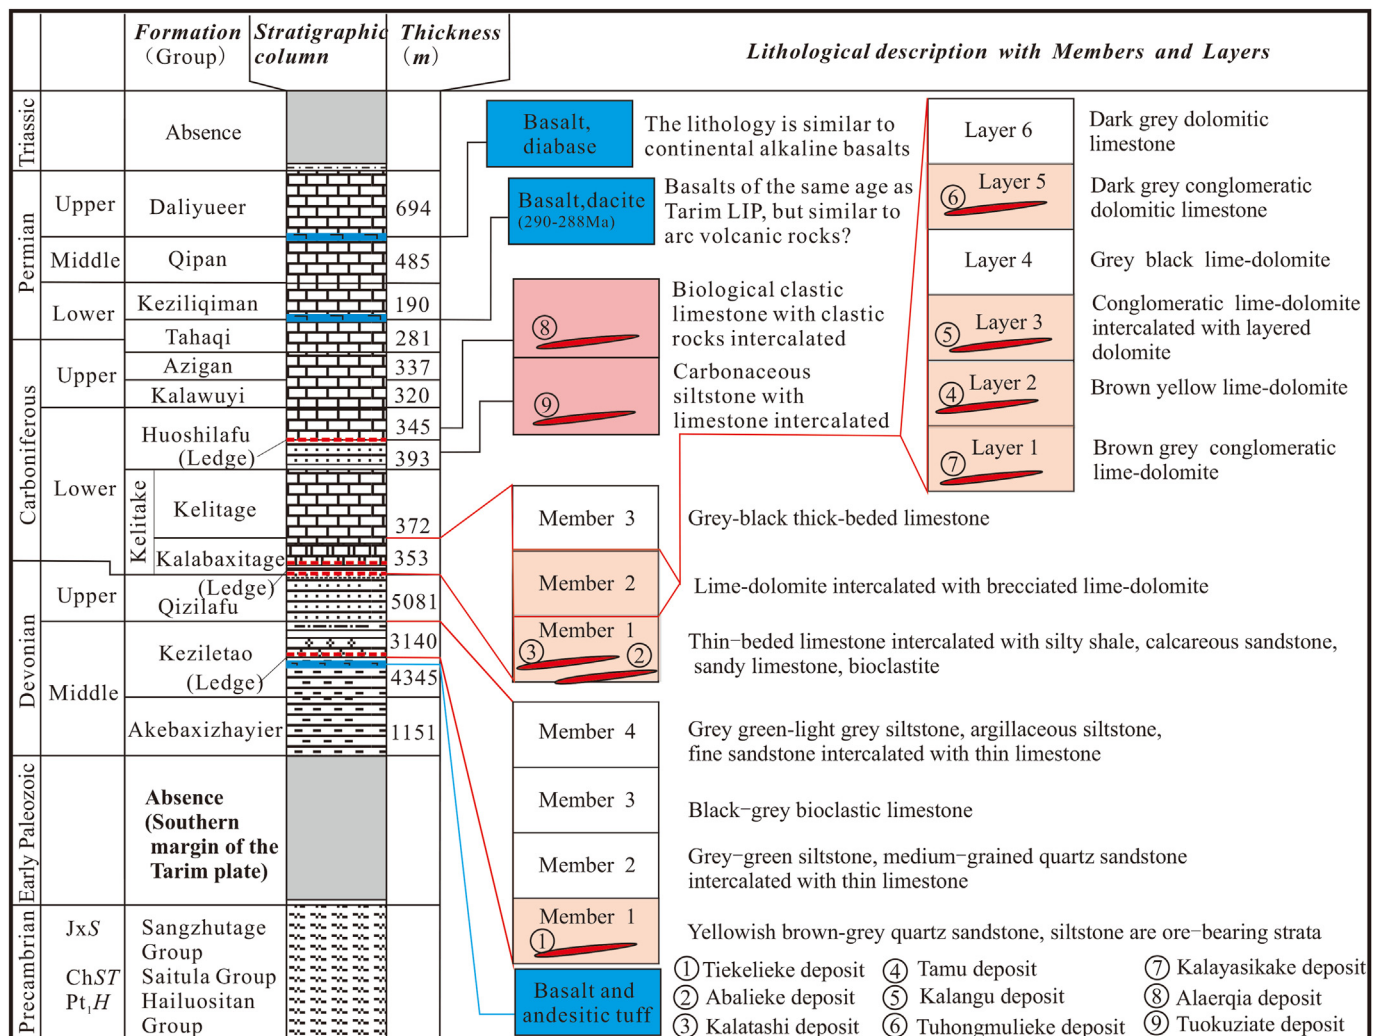 Formation
(Group)
Stratigraphic
column
Thickness
(m)
Lithological description with Members and Layers
Triassic
Absence
Permian
Upper
Daliyueer
694
Middle
Qipan
485
Lower
Keziliqiman
190
Tahaqi
281
Carboniferous
Upper
Azigan
337
Kalawuyi
320
Lower
Huoshilafu
(Ledge)
345
393
Kelitake
Kelitage
372
Kalabaxitage
353
(Ledge)
Devonian
Upper
Qizilafu
5081
Middle
Keziletao
(Ledge)
3140
4345
Akebaxizhayier
1151
Early Paleozoic
Absence
(Southern
margin of the
Tarim plate)
Precambrian
JxS
Sangzhutage
Group
ChST
Saitula Group
Pt1H
Hailuositan
Group
Basalt,
diabase
The lithology is similar to
continental alkaline basalts
Basalt,dacite
(290-288Ma)
Basalts of the same age as
Tarim LIP, but similar to
arc volcanic rocks?
⑧
Biological clastic
limestone with clastic
rocks intercalated
⑨
Carbonaceous
siltstone with
limestone intercalated
Layer 6
Dark grey dolomitic
limestone
Layer 5
⑥
Dark grey conglomeratic
dolomitic limestone
Layer 4
Grey black lime-dolomite
Layer 3
⑤
Conglomeratic lime-dolomite
intercalated with layered
dolomite
Layer 2
④
Brown yellow lime-dolomite
Layer 1
⑦
Brown grey conglomeratic
lime-dolomite
Member 3
Grey-black thick-beded limestone
Member 2
Lime-dolomite intercalated with brecciated lime-dolomite
Member 1
③ ②
Thin-beded limestone intercalated with silty shale, calcareous sandstone,
sandy limestone, bioclastite
Member 4
Grey green-light grey siltstone, argillaceous siltstone,
fine sandstone intercalated with thin limestone
Member 3
Black-grey bioclastic limestone
Member 2
Grey-green siltstone, medium-grained quartz sandstone
intercalated with thin limestone
Member 1
①
Yellowish brown-grey quartz sandstone, siltstone are ore-bearing strata
Basalt and
andesitic tuff
① Tiekelieke deposit
② Abalieke deposit
③ Kalatashi deposit
④ Tamu deposit
⑤ Kalangu deposit
⑥ Tuhongmulieke deposit
⑦ Kalayasikake deposit
⑧ Alaerqia deposit
⑨ Tuokuziate deposit